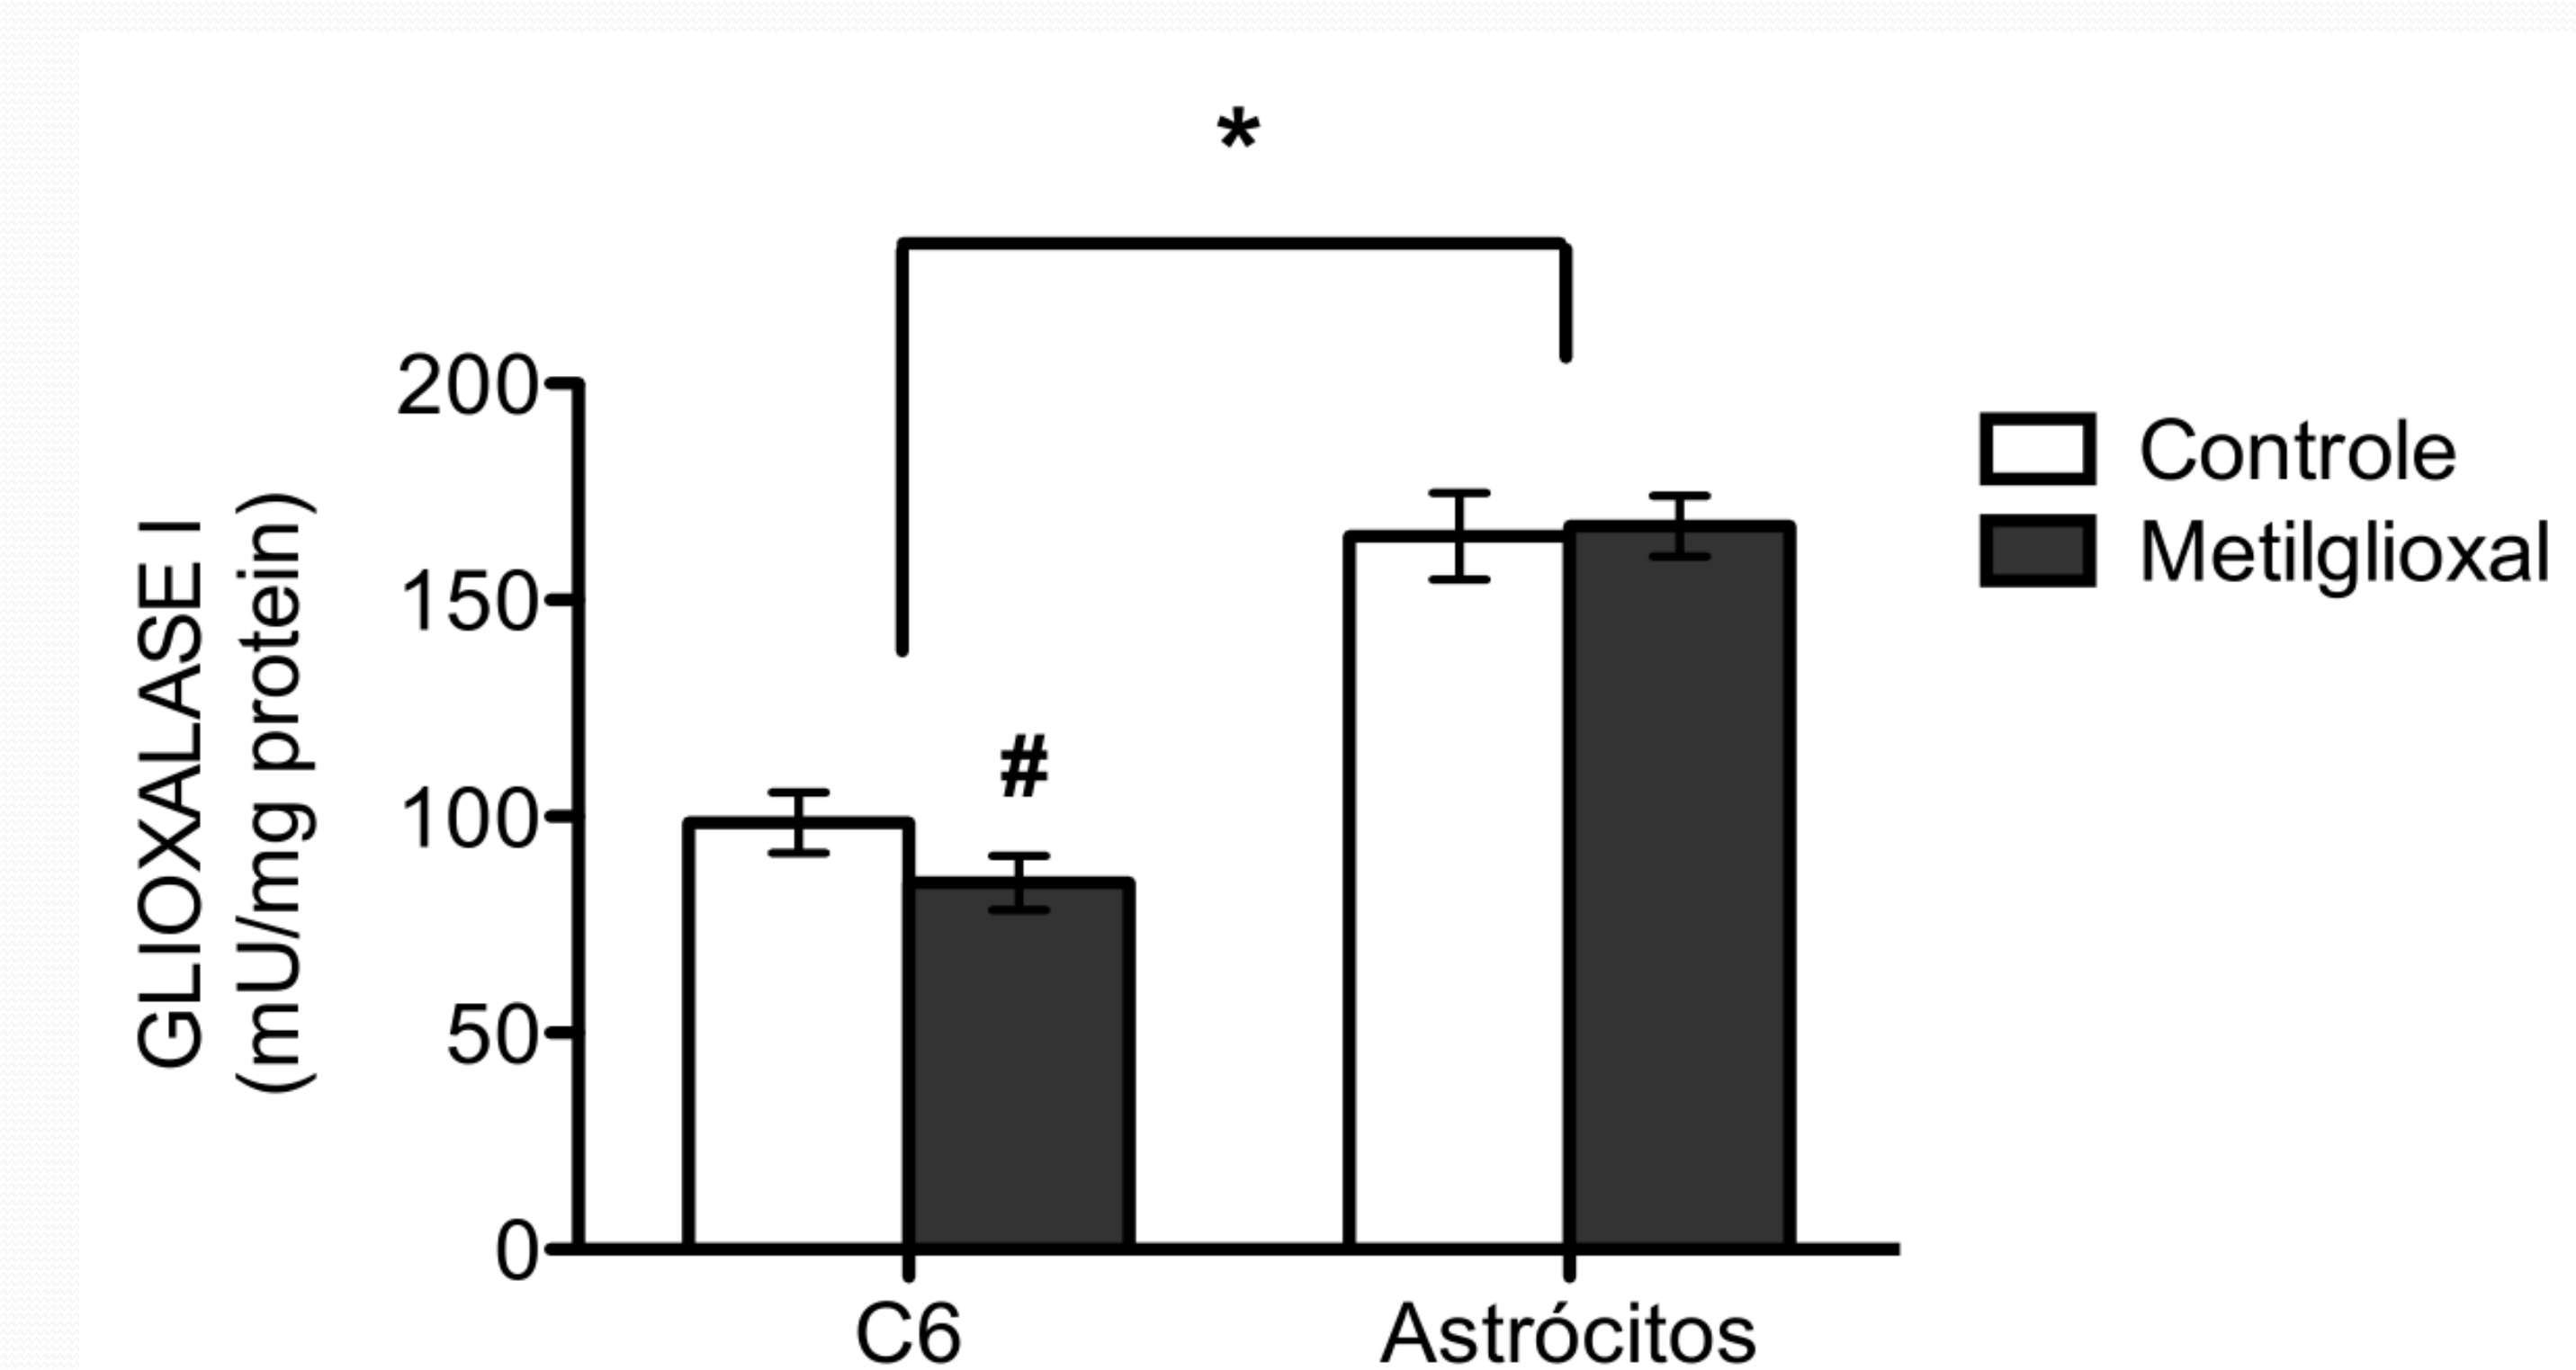 *
200
150
100
50
0
GLIOXALASE I
(mU/mg protein)
#
C6
Astrócitos
Controle
Metilglioxal